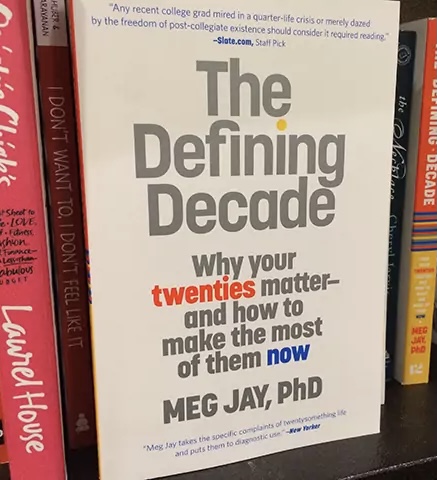 "Any recent college grad mired in a quarter-life crisis or merely dazed
by the freedom of post-collegiate existence should consider it required reading."
–Slate.com, Staff Pick
The
Defining
Decade
Why your
twenties matter–
and how to
make the most
of them now
MEG JAY, PhD
"Meg Jay takes the specific complaints of twentysomething life
and puts them to diagnostic use." –New Yorker
Laurel House
I DON'T WANT TO, I DON'T FEEL LIKE IT
the Necklace
DEFINING DECADE
MEG
JAY,
PhD